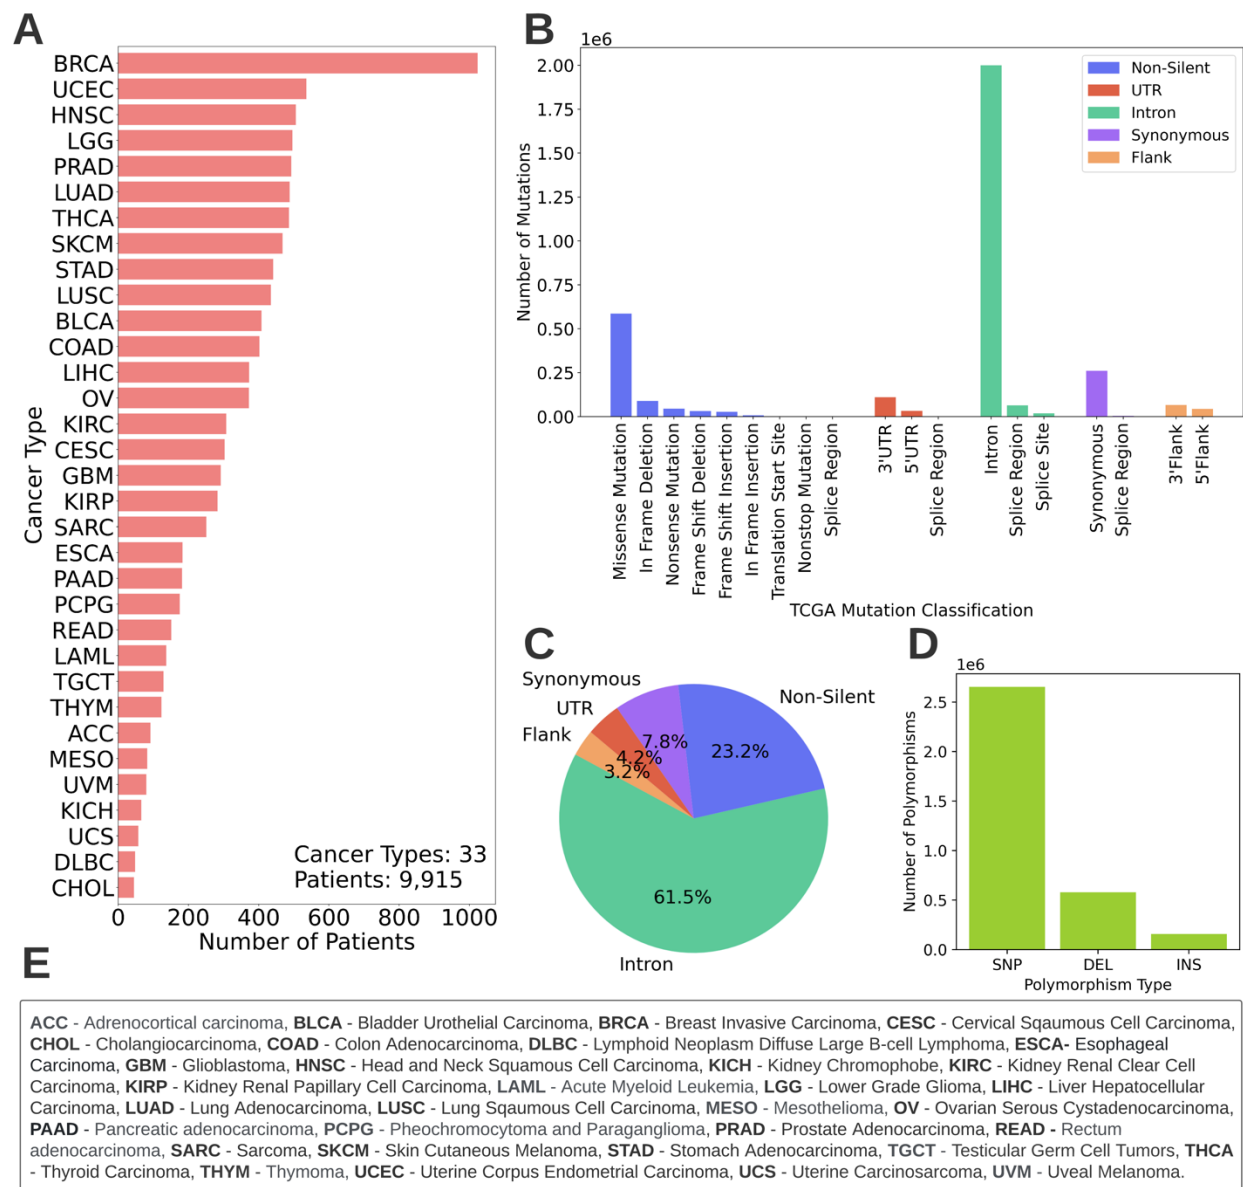 A
BRCA
UCEC
HNSC
LGG
PRAD
LUAD
THCA
SKCM
STAD
LUSC
BLCA
COAD
LIHC
OV
KIRC
CESC
GBM
KIRP
SARC
ESCA
PAAD
PCPG
READ
LAML
TGCT
THYM
ACC
MESO
UVM
KICH
UCS
DLBC
CHOL
Cancer Type
Cancer Types: 33
Patients: 9,915
0 200 400 600 800 1000
Number of Patients
B
1e6
2.00
1.75
1.50
1.25
1.00
0.75
0.50
0.25
0.00
Number of Mutations
Non-Silent
UTR
Intron
Synonymous
Flank
Missense Mutation
In Frame Deletion
Nonsense Mutation
Frame Shift Deletion
Frame Shift Insertion
In Frame Insertion
Translation Start Site
Nonstop Mutation
Splice Region
3'UTR
5'UTR
Splice Region
Intron
Splice Region
Splice Site
Synonymous
Splice Region
3'Flank
5'Flank
TCGA Mutation Classification
C
Synonymous
UTR
Flank
Non-Silent
7.8%
23.2%
4.2%
3.2%
61.5%
Intron
D
1e6
2.5
2.0
1.5
1.0
0.5
0.0
Number of Polymorphisms
SNP DEL INS
Polymorphism Type
E
ACC - Adrenocortical carcinoma, BLCA - Bladder Urothelial Carcinoma, BRCA - Breast Invasive Carcinoma, CESC - Cervical Sqaumous Cell Carcinoma,
CHOL - Cholangiocarcinoma, COAD - Colon Adenocarcinoma, DLBC - Lymphoid Neoplasm Diffuse Large B-cell Lymphoma, ESCA- Esophageal
Carcinoma, GBM - Glioblastoma, HNSC - Head and Neck Squamous Cell Carcinoma, KICH - Kidney Chromophobe, KIRC - Kidney Renal Clear Cell
Carcinoma, KIRP - Kidney Renal Papillary Cell Carcinoma, LAML - Acute Myeloid Leukemia, LGG - Lower Grade Glioma, LIHC - Liver Hepatocellular
Carcinoma, LUAD - Lung Adenocarcinoma, LUSC - Lung Sqaumous Cell Carcinoma, MESO - Mesothelioma, OV - Ovarian Serous Cystadenocarcinoma,
PAAD - Pancreatic adenocarcinoma, PCPG - Pheochromocytoma and Paraganglioma, PRAD - Prostate Adenocarcinoma, READ - Rectum
adenocarcinoma, SARC - Sarcoma, SKCM - Skin Cutaneous Melanoma, STAD - Stomach Adenocarcinoma, TGCT - Testicular Germ Cell Tumors, THCA
- Thyroid Carcinoma, THYM - Thymoma, UCEC - Uterine Corpus Endometrial Carcinoma, UCS - Uterine Carcinosarcoma, UVM - Uveal Melanoma.